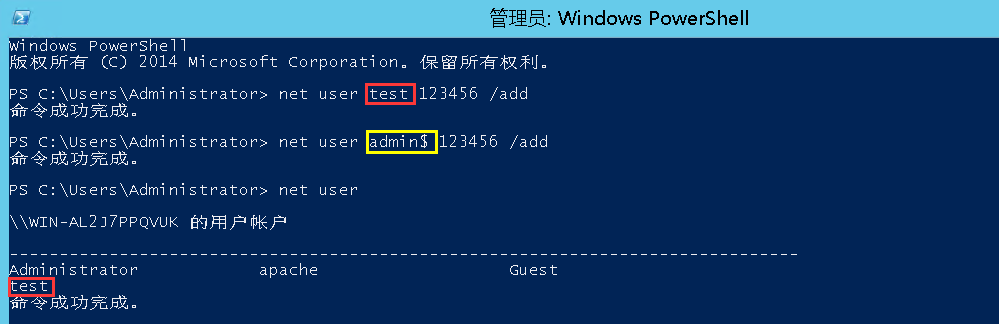 管理员: Windows PowerShell
Windows PowerShell
版权所有 (C) 2014 Microsoft Corporation。保留所有权利。
PS C:\Users\Administrator> net user test 123456 /add
命令成功完成。
PS C:\Users\Administrator> net user admin$ 123456 /add
命令成功完成。
PS C:\Users\Administrator> net user
\\WIN-AL2J7PPQVUK 的用户帐户
-------------------------------------------------------------------------------
Administrator apache Guest
test
命令成功完成。